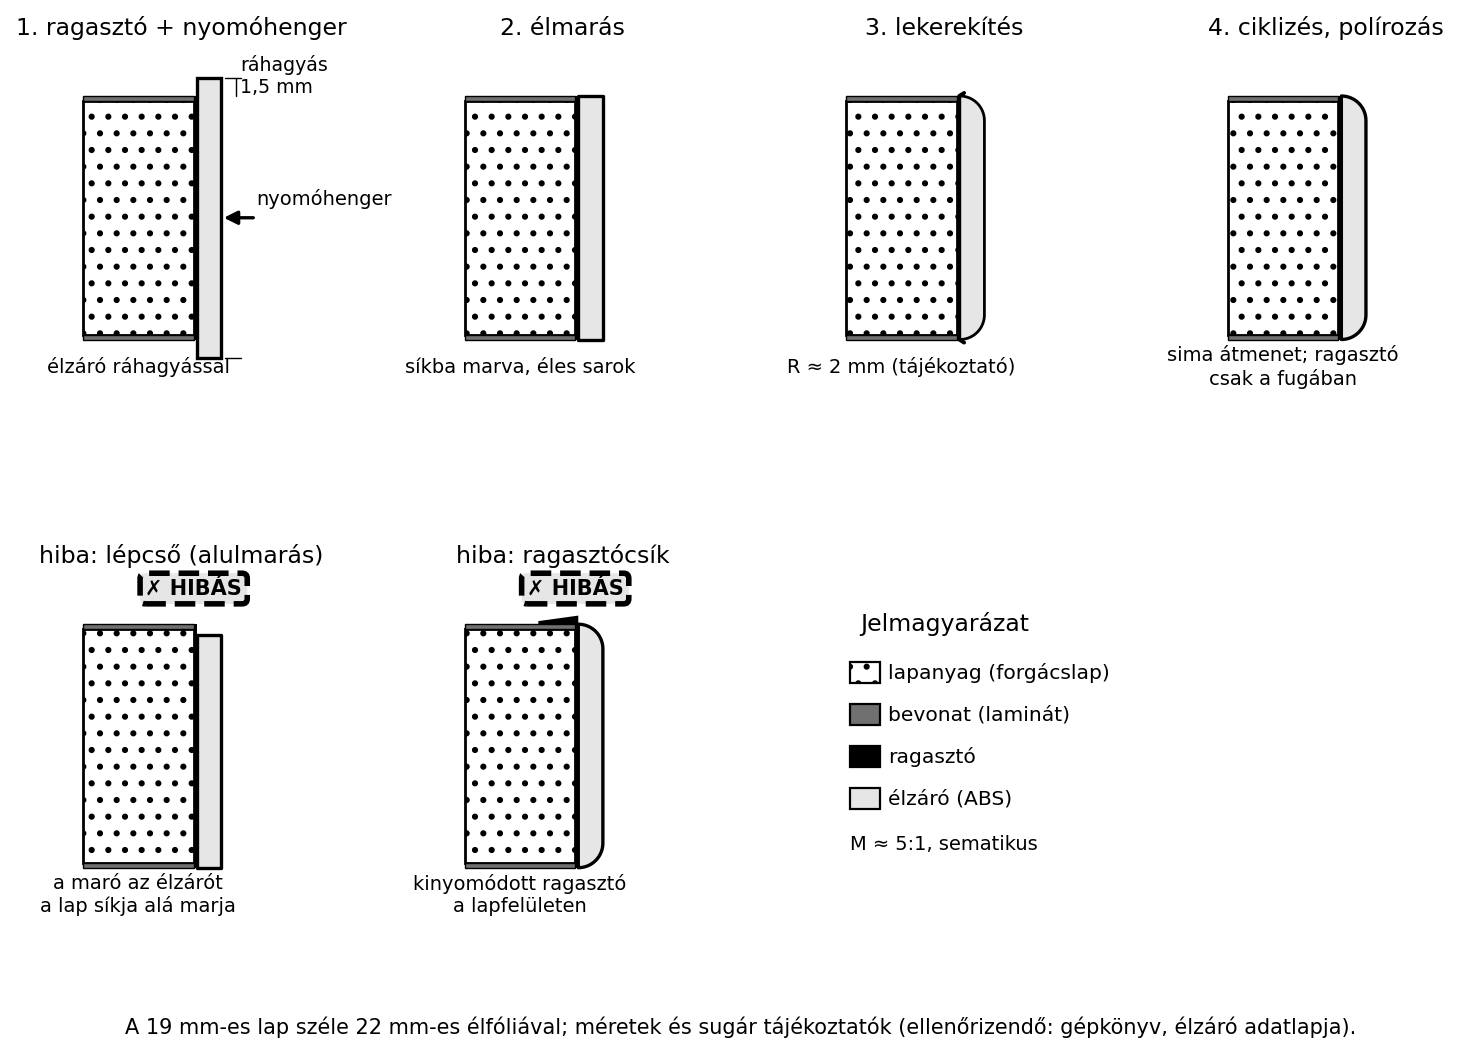 1. ragasztó + nyomóhenger
2. élmarás
3. lekerekítés
4. ciklizés, polírozás
ráhagyás
1,5 mm
nyomóhenger
élzáró ráhagyással
síkba marva, éles sarok
R ≈ 2 mm (tájékoztató)
sima átmenet; ragasztó
csak a fugában
hiba: lépcső (alulmarás)
✗ HIBÁS
a maró az élzárót
a lap síkja alá marja
hiba: ragasztócsík
✗ HIBÁS
kinyomódott ragasztó
a lapfelületen
Jelmagyarázat
lapanyag (forgácslap)
bevonat (laminát)
ragasztó
élzáró (ABS)
M ≈ 5:1, sematikus
A 19 mm-es lap széle 22 mm-es élfóliával; méretek és sugár tájékoztatók (ellenőrizendő: gépkönyv, élzáró adatlapja).